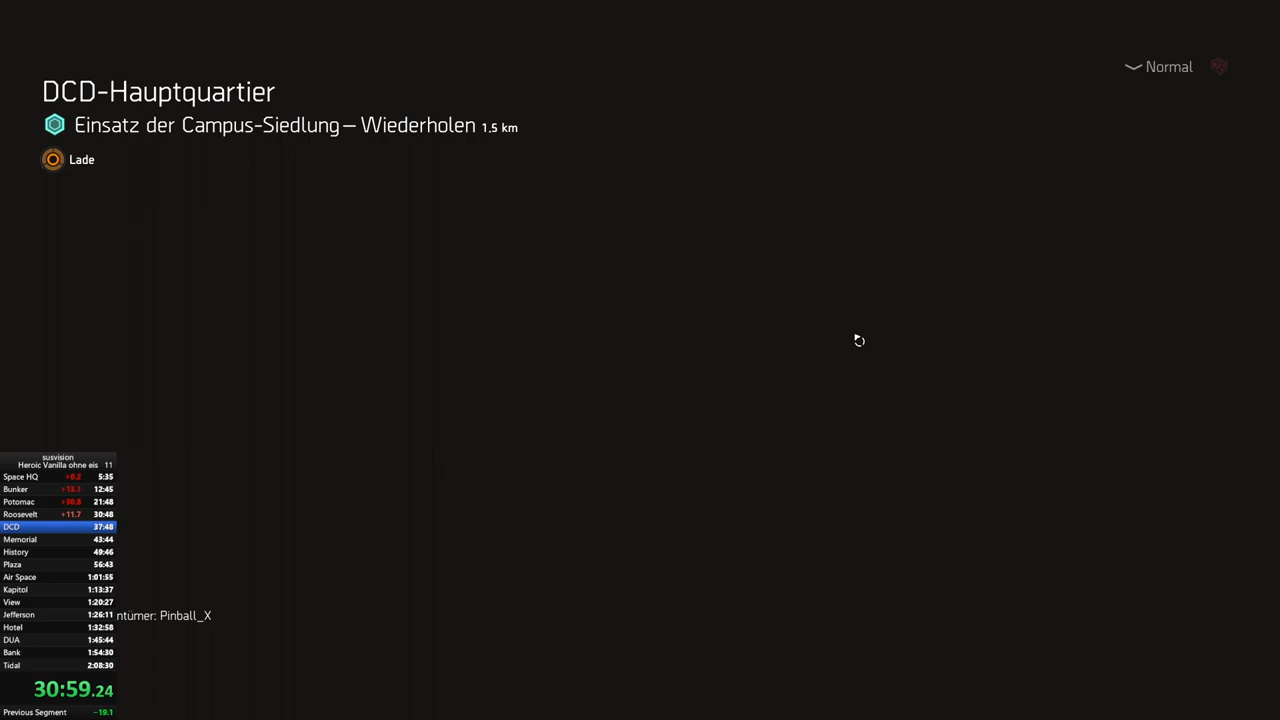 DCD-Hauptquartier
Einsatz der Campus-Siedlung – Wiederholen 1.5 km
Lade
Normal
susvision
Heroic Vanilla ohne eis 11
Space HQ +0.2 5:35
Bunker +13.1 12:45
Potomac +30.8 21:48
Roosevelt +11.7 30:48
DCD 37:48
Memorial 43:44
History 49:46
Plaza 56:43
Air Space 1:01:55
Kapitol 1:13:37
View 1:20:27
Jefferson 1:26:11
ntümer: Pinball_X
Hotel 1:32:58
DUA 1:45:44
Bank 1:54:30
Tidal 2:08:30
30:59.24
Previous Segment -19.1